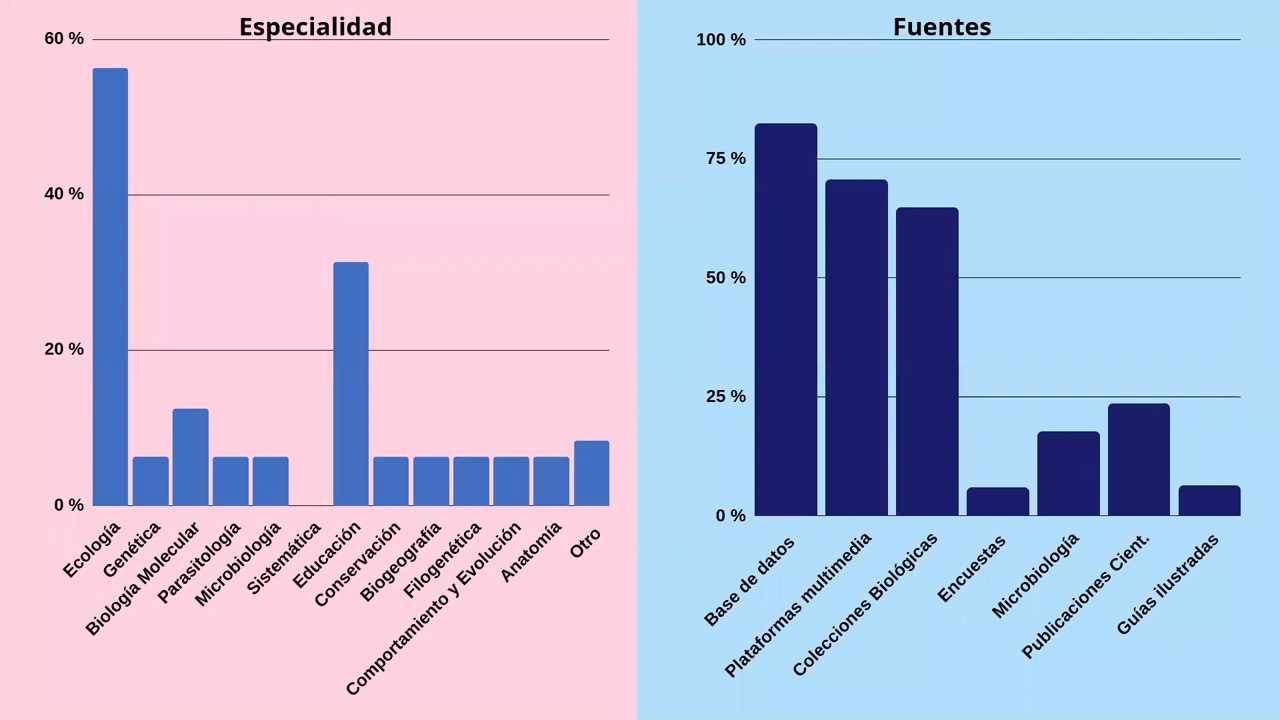 Especialidad
60 %
40 %
20 %
0 %
Ecología
Genética
Biología Molecular
Parasitología
Microbiología
Sistemática
Educación
Conservación
Biogeografía
Filogenética
Comportamiento y Evolución
Anatomía
Otro
Fuentes
100 %
75 %
50 %
25 %
0 %
Base de datos
Plataformas multimedia
Colecciones Biológicas
Encuestas
Microbiología
Publicaciones Cient.
Guías ilustradas